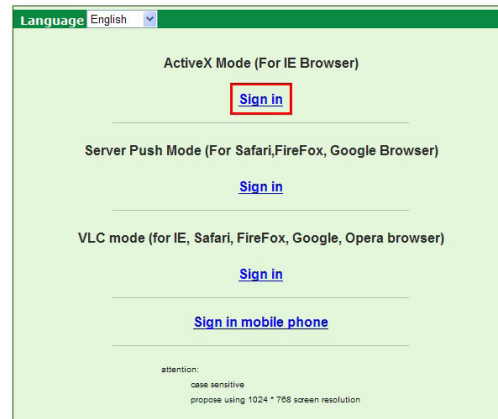 Language English
ActiveX Mode (For IE Browser)
Sign in
Server Push Mode (For Safari,FireFox, Google Browser)
Sign in
VLC mode (for IE, Safari, FireFox, Google, Opera browser)
Sign in
Sign in mobile phone
attention:
case sensitive
propose using 1024 * 768 screen resolution